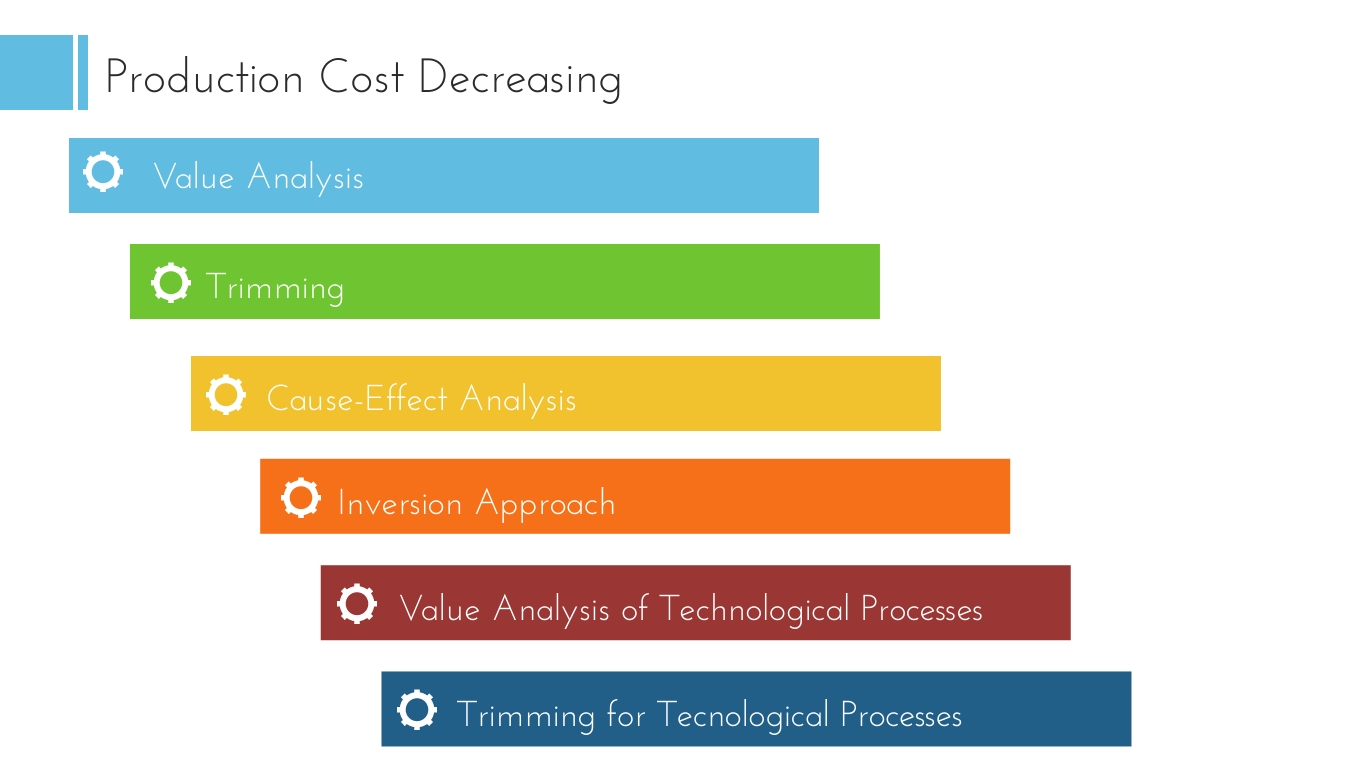 Production Cost Decreasing
Value Analysis
Trimming
Cause-Effect Analysis
Inversion Approach
Value Analysis of Technological Processes
Trimming for Tecnological Processes